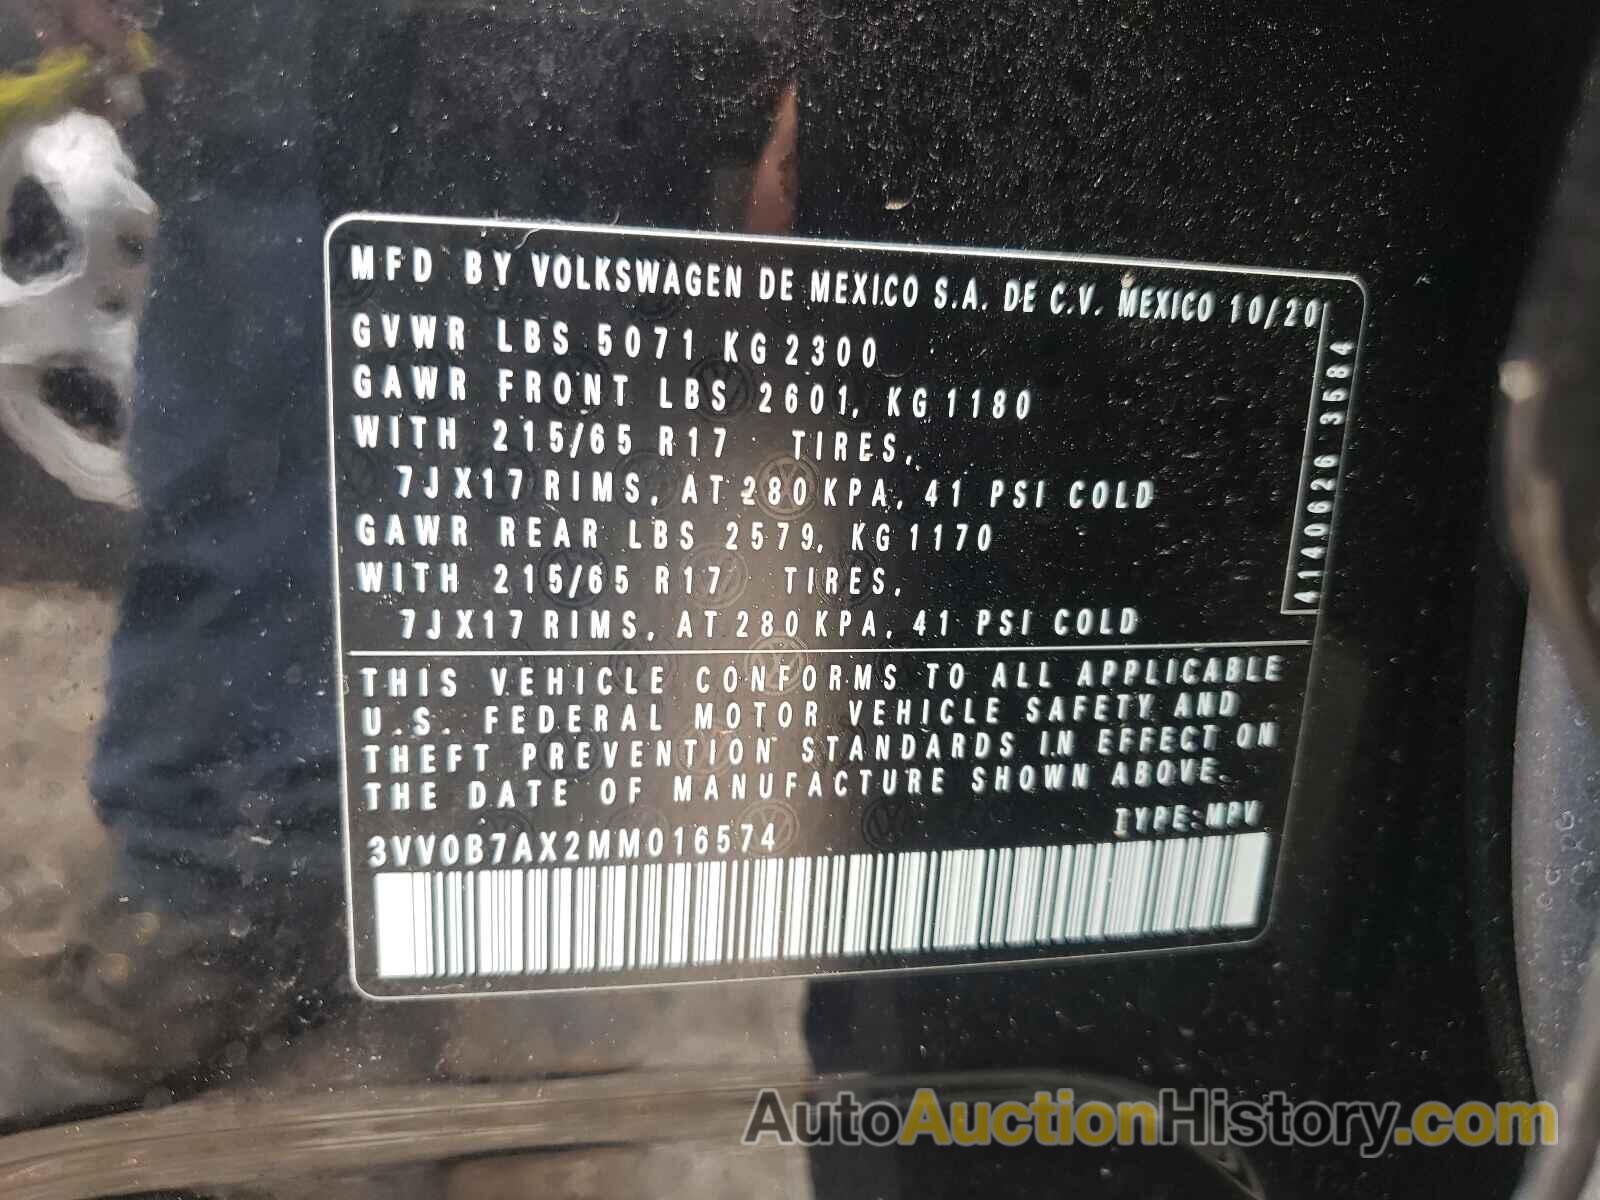 MFD BY VOLKSWAGEN DE MEXICO S.A. DE C.V. MEXICO 10/20
GVWR LBS 5071 KG 2300
GAWR FRONT LBS 2601, KG 1180
WITH 215/65 R17 TIRES,
7JX17 RIMS, AT 280 KPA, 41 PSI COLD
GAWR REAR LBS 2579, KG 1170
WITH 215/65 R17 TIRES,
7JX17 RIMS, AT 280 KPA, 41 PSI COLD
4140626 3584
THIS VEHICLE CONFORMS TO ALL APPLICABLE
U.S. FEDERAL MOTOR VEHICLE SAFETY AND
THEFT PREVENTION STANDARDS IN EFFECT ON
THE DATE OF MANUFACTURE SHOWN ABOVE.
3VV0B7AX2MM016574 TYPE:MPV
AutoAuctionHistory.com